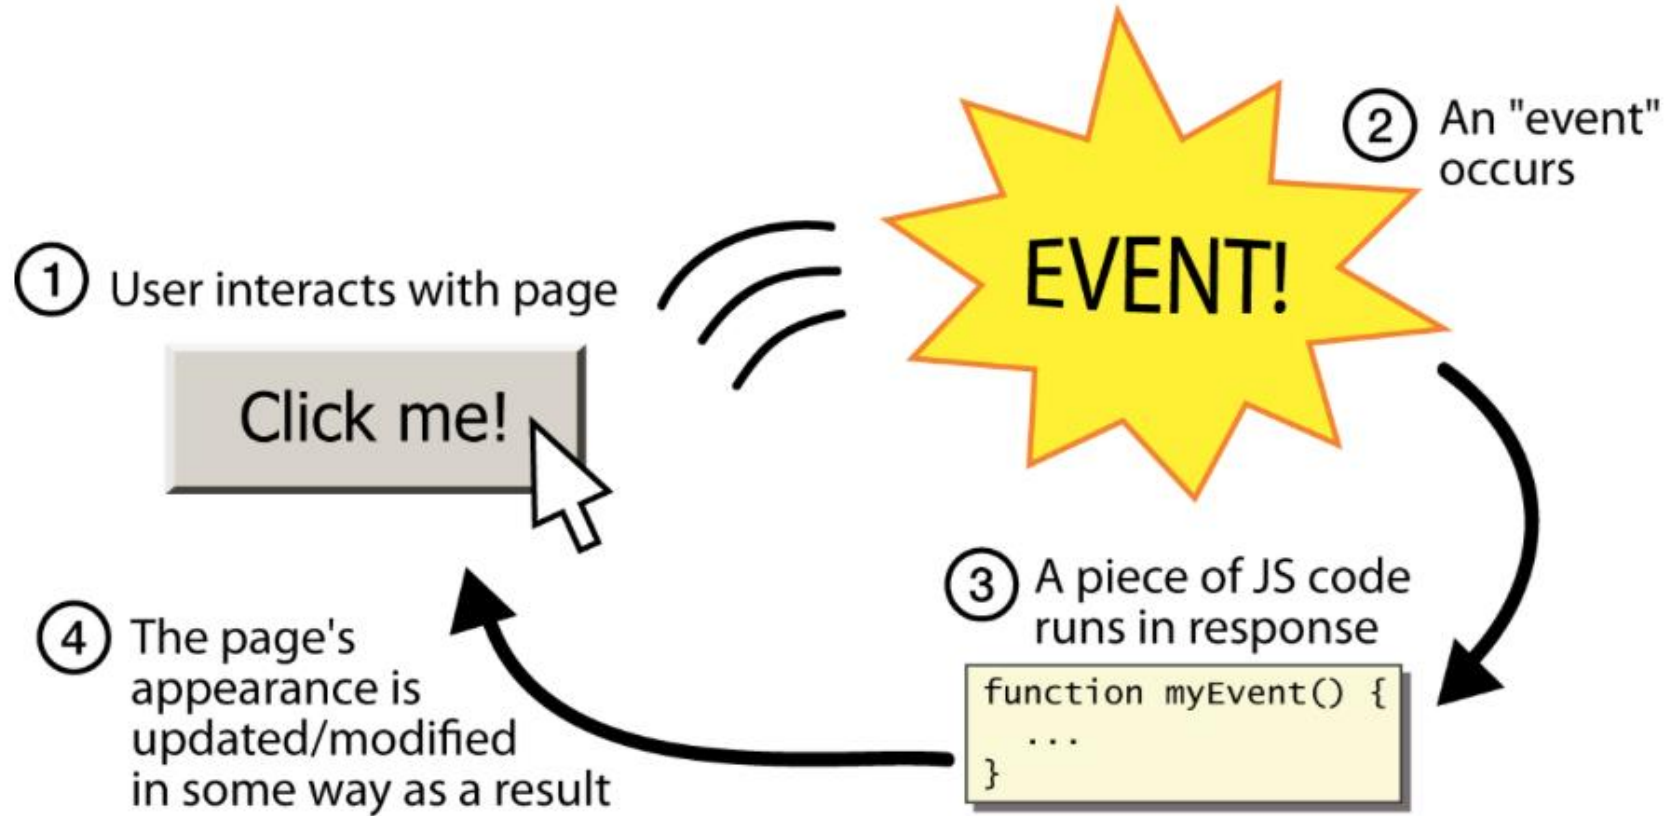 1 User interacts with page
Click me!
EVENT!
2 An "event"
occurs
3 A piece of JS code
runs in response
function myEvent() {
...
}
4 The page's
appearance is
updated/modified
in some way as a result